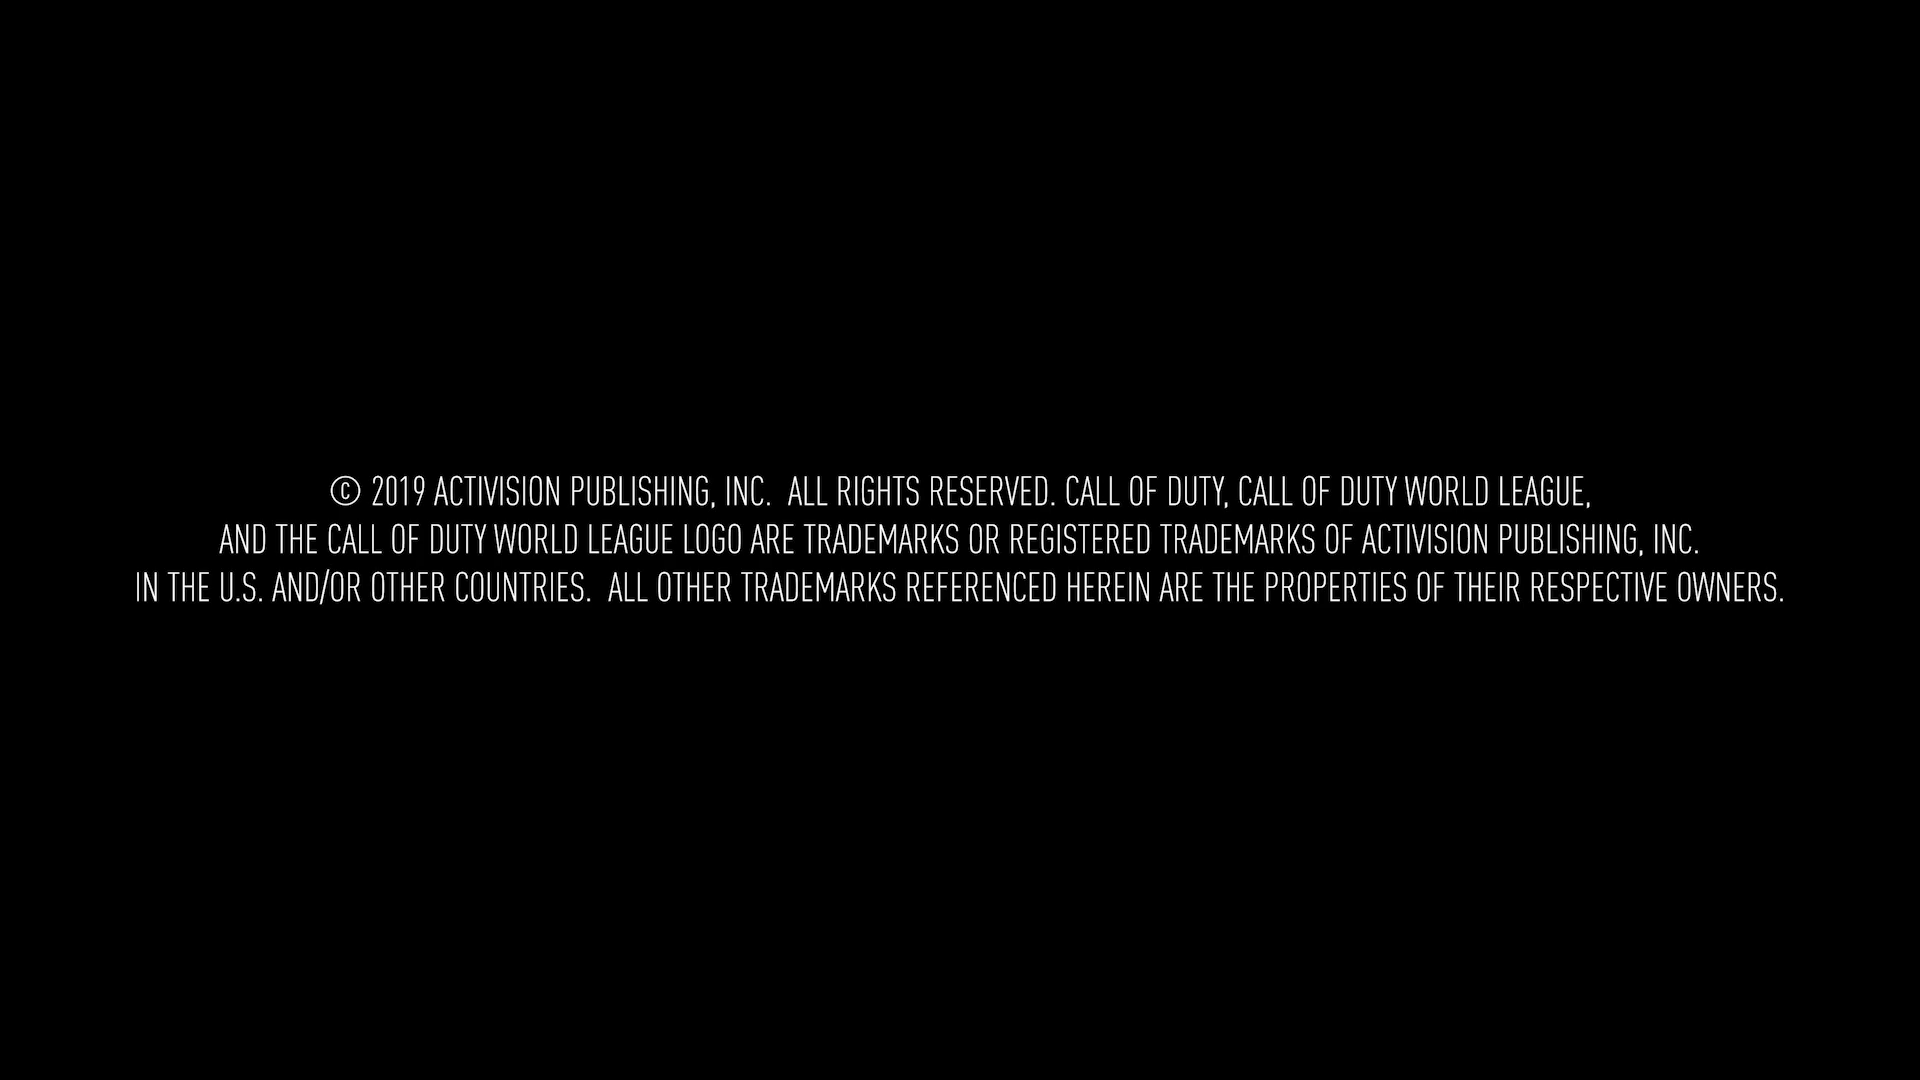 © 2019 ACTIVISION PUBLISHING, INC.  ALL RIGHTS RESERVED. CALL OF DUTY, CALL OF DUTY WORLD LEAGUE,
AND THE CALL OF DUTY WORLD LEAGUE LOGO ARE TRADEMARKS OR REGISTERED TRADEMARKS OF ACTIVISION PUBLISHING, INC.
IN THE U.S. AND/OR OTHER COUNTRIES.  ALL OTHER TRADEMARKS REFERENCED HEREIN ARE THE PROPERTIES OF THEIR RESPECTIVE OWNERS.